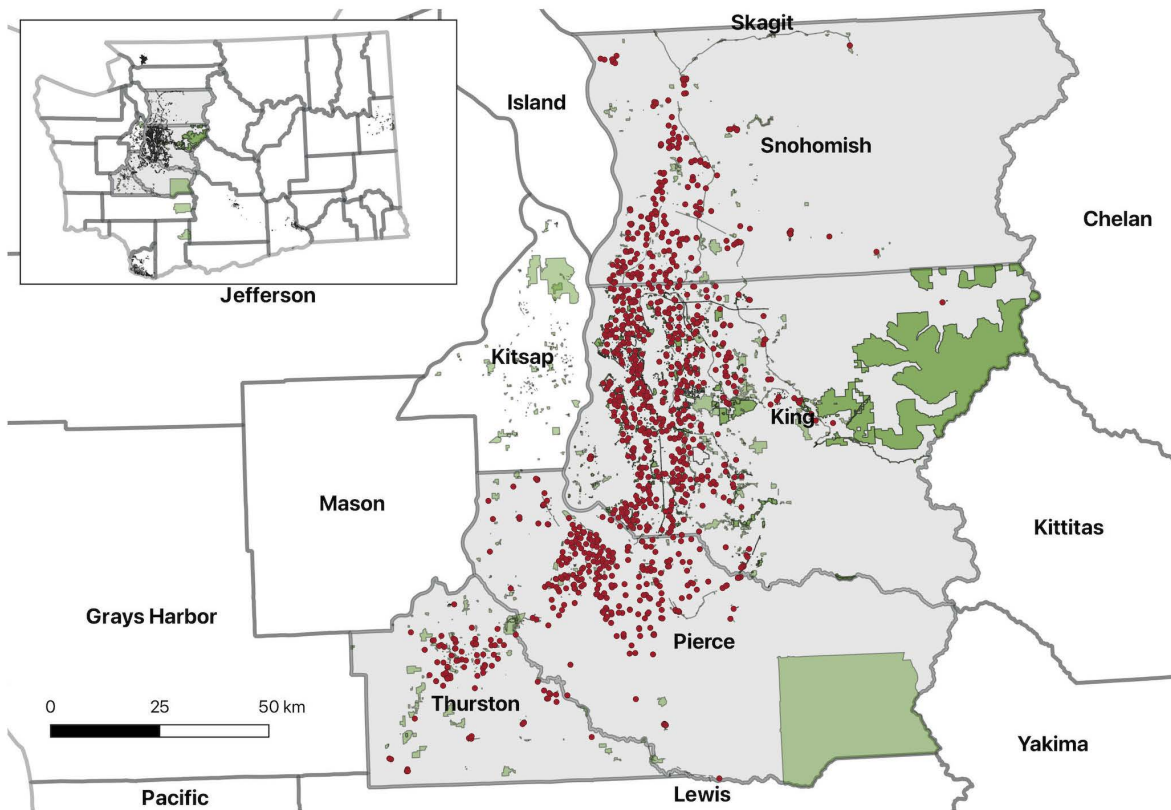 Skagit
Island
Snohomish
Chelan
Jefferson
Kitsap
King
Mason
Kittitas
Grays Harbor
Pierce
0 25 50 km
Thurston
Yakima
Pacific
Lewis